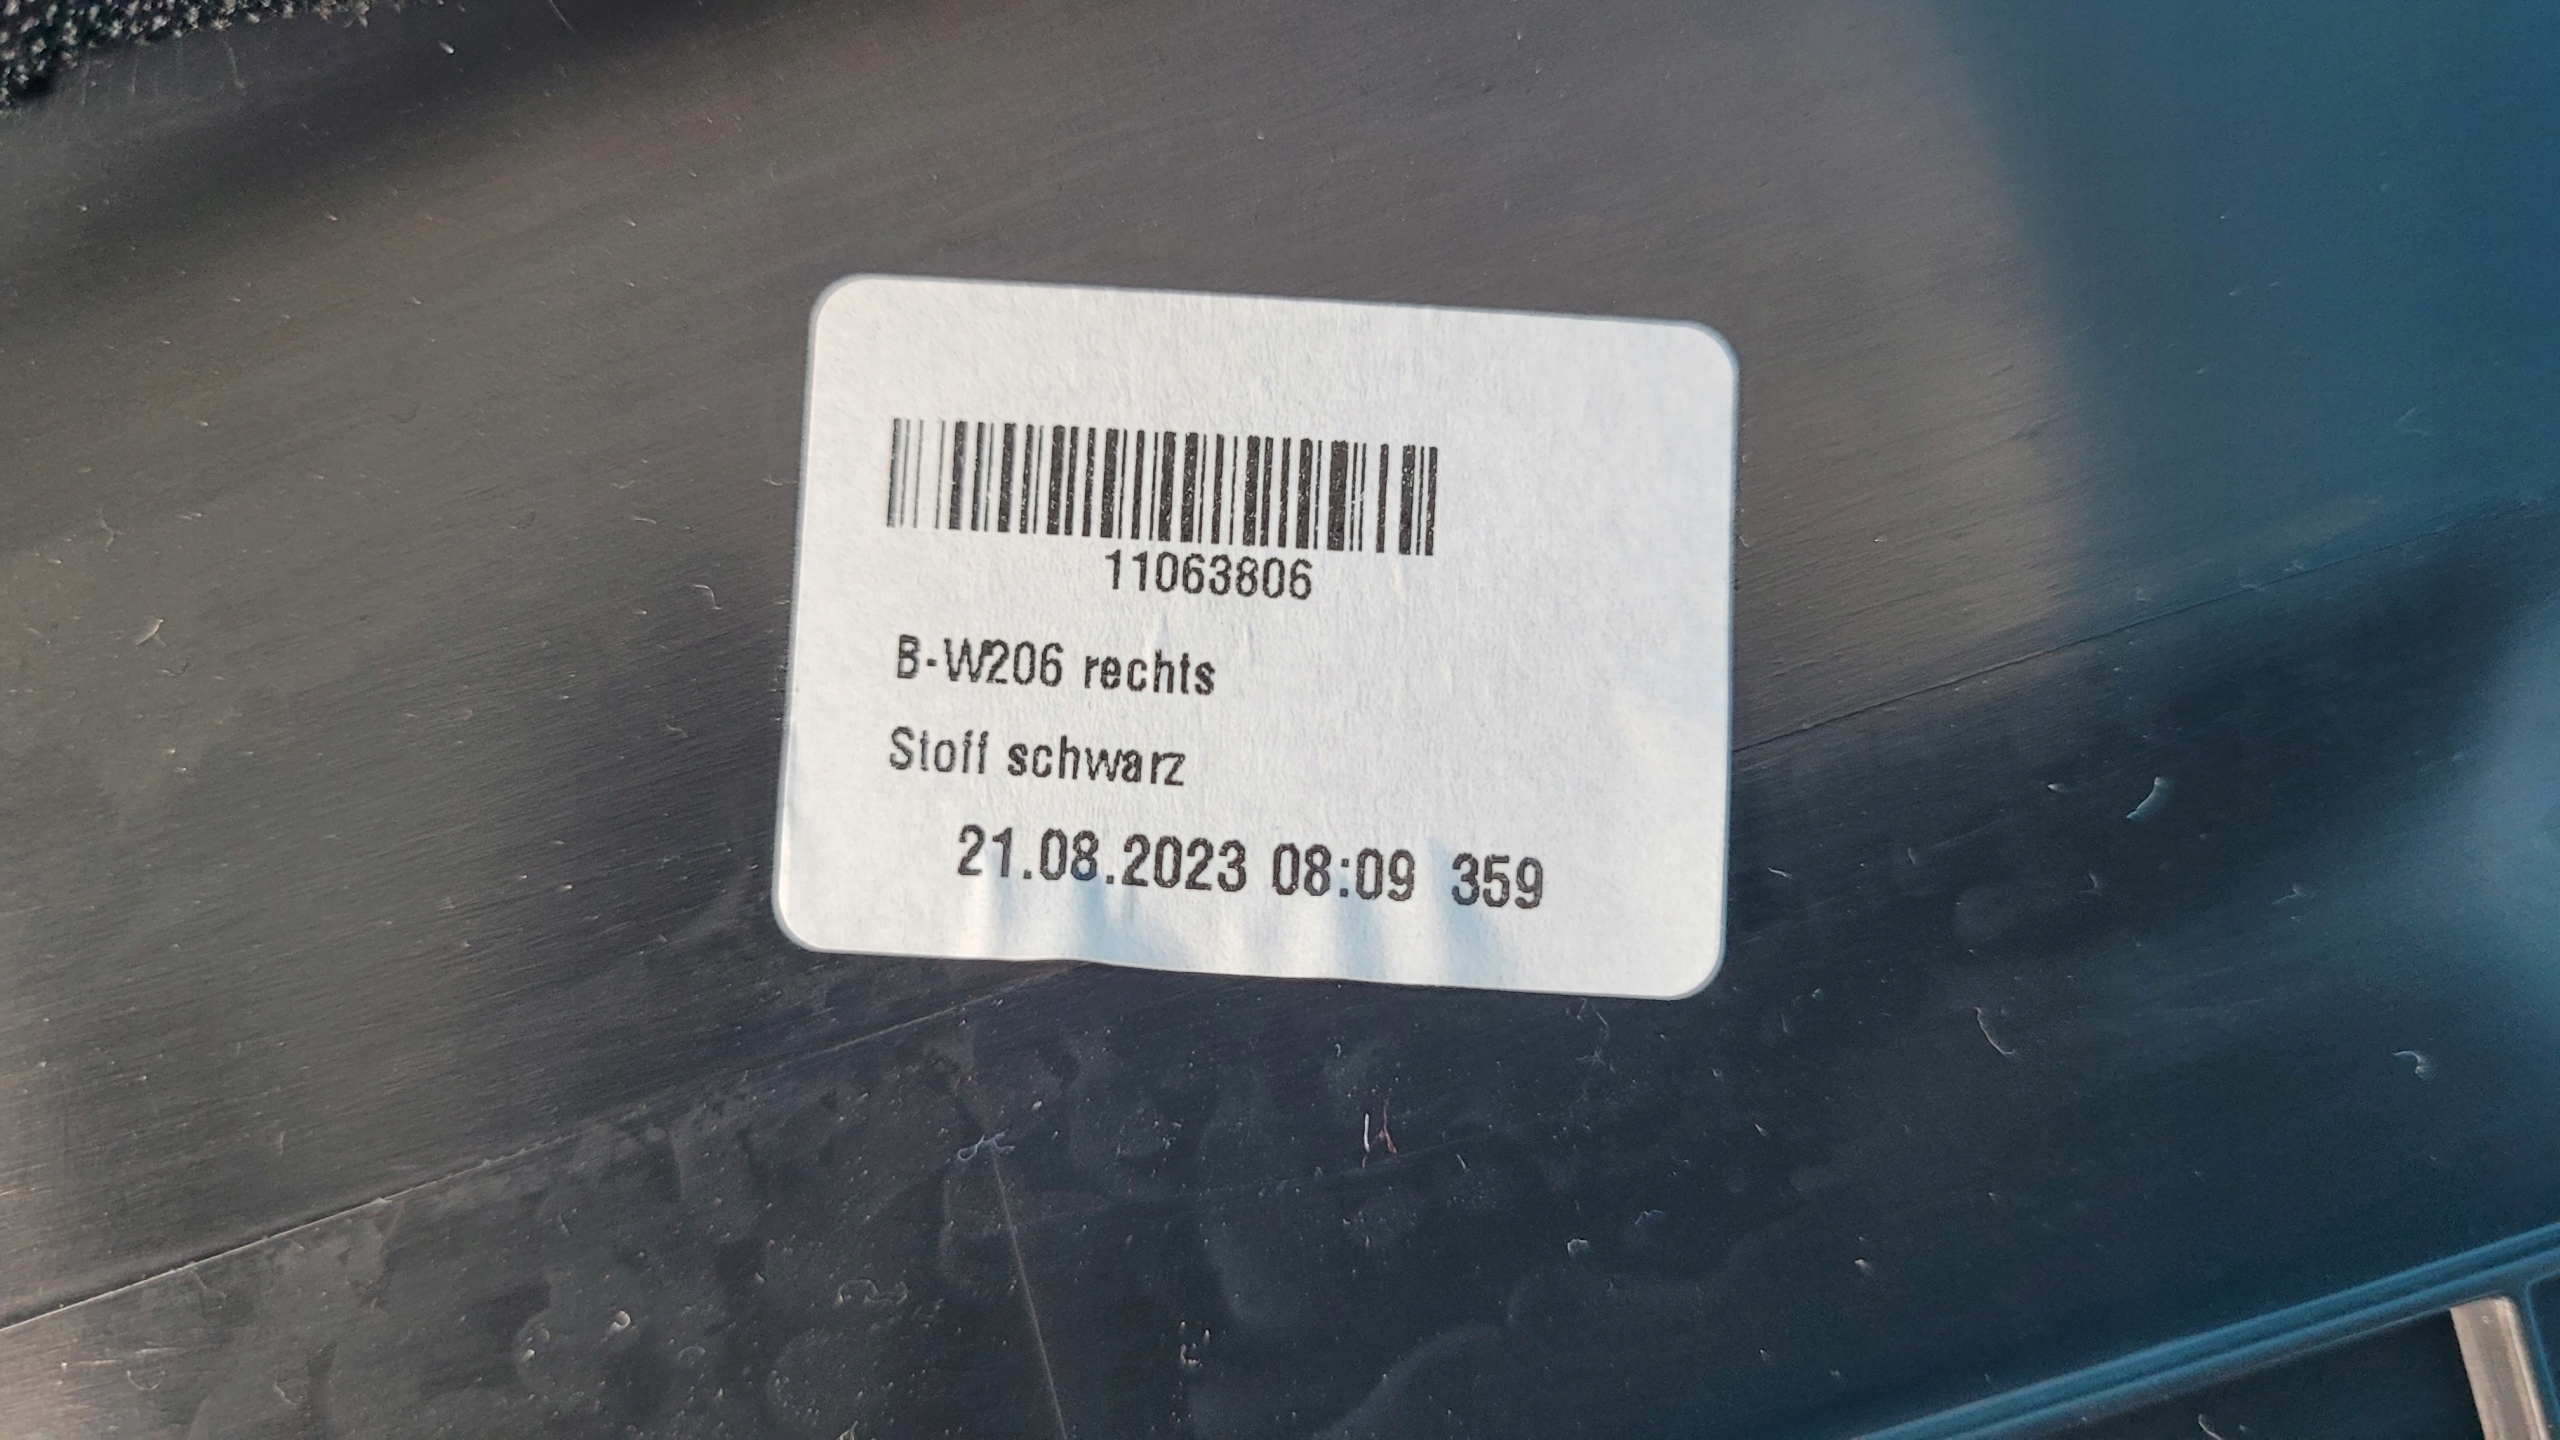 11063806
B-W206 rechts
Stoff schwarz
21.08.2023 08:09 359